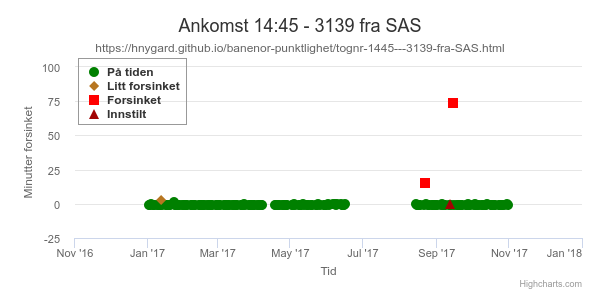 Ankomst 14:45 - 3139 fra SAS
https://hnygard.github.io/banenor-punktlighet/tognr-1445---3139-fra-SAS.html
På tiden
Litt forsinket
Forsinket
Innstilt
Minutter forsinket
100
75
50
25
0
-25
Nov '16
Jan '17
Mar '17
May '17
Jul '17
Sep '17
Nov '17
Jan '18
Tid
Highcharts.com